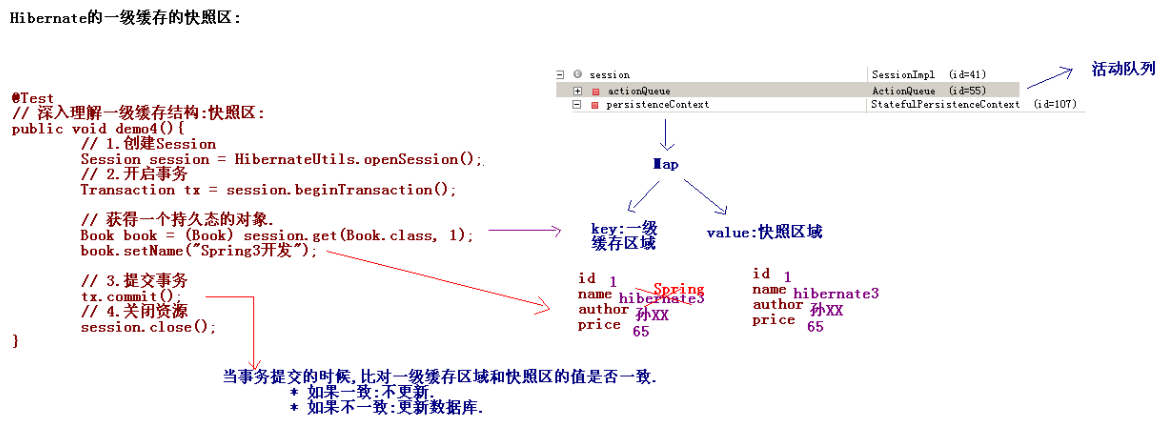 Hibernate的一级缓存的快照区:
@Test
// 深入理解一级缓存结构:快照区:
public void demo4(){
// 1.创建Session
Session session = HibernateUtils.openSession();
// 2.开启事务
Transaction tx = session.beginTransaction();
// 获得一个持久态的对象.
Book book = (Book) session.get(Book.class, 1);
book.setName("Spring3开发");
// 3.提交事务
tx.commit();
// 4.关闭资源
session.close();
}
session SessionImpl (id=41)
actionQueue ActionQueue (id=55)
persistenceContext StatefulPersistenceContext (id=107)
活动队列
Map
key:一级
缓存区域
value:快照区域
id 1
name hibernate3 Spring
author 孙XX
price 65
id 1
name hibernate3
author 孙XX
price 65
当事务提交的时候,比对一级缓存区域和快照区的值是否一致.
* 如果一致:不更新.
* 如果不一致:更新数据库.